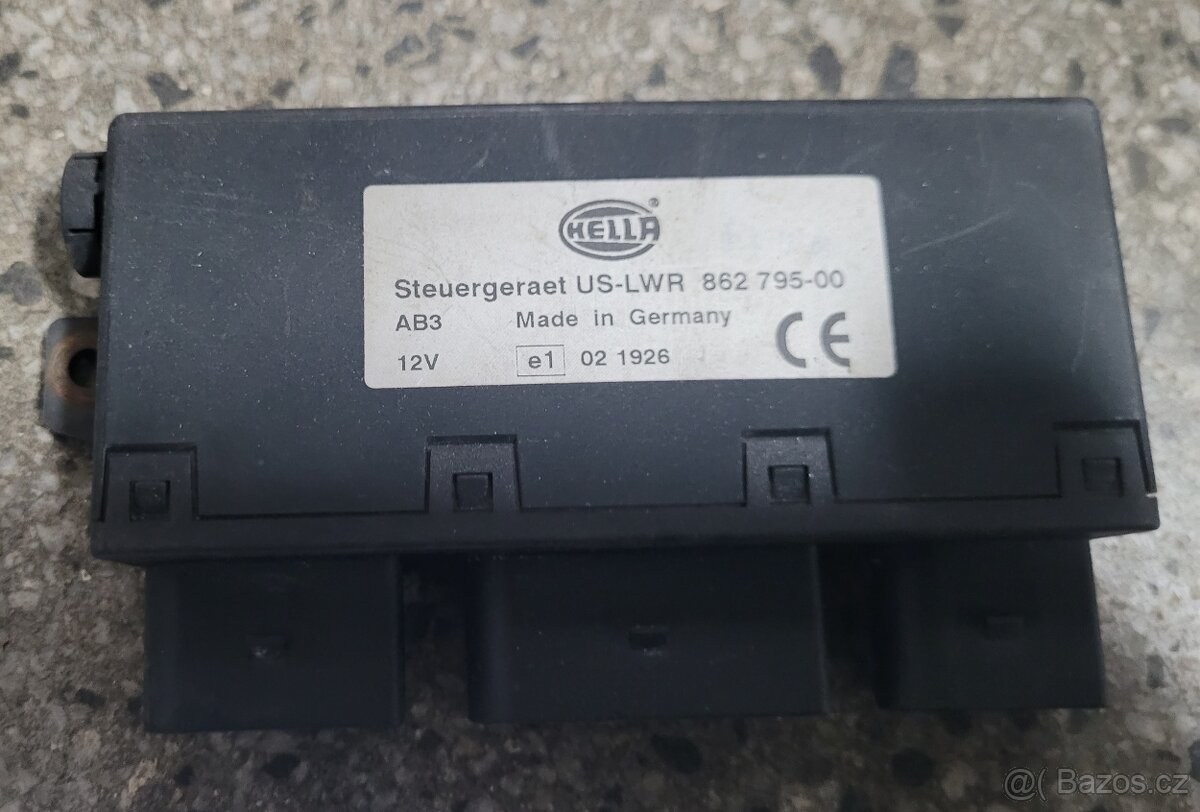 HELLA®
Steuergeraet US-LWR 862 795-00
AB3 Made in Germany
12V e1 02 1926 CE
@( Bazos.cz